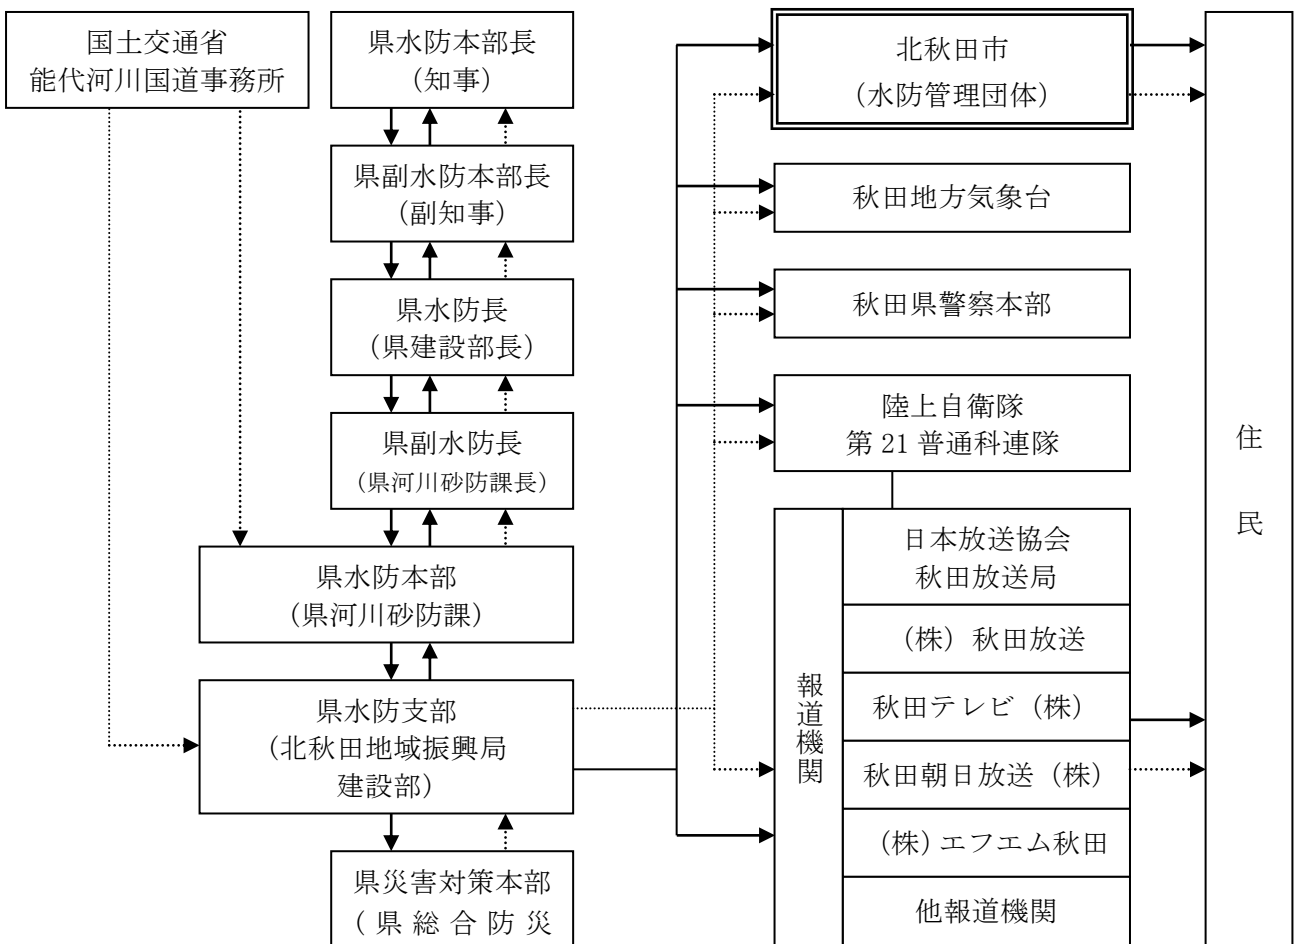 国土交通省
能代河川国道事務所
県水防本部長
(知事)
県副水防本部長
(副知事)
県水防長
(県建設部長)
県副水防長
(県河川砂防課長)
県水防本部
(県河川砂防課)
県水防支部
(北秋田地域振興局
建設部)
県災害対策本部
(県総合防災
北秋田市
(水防管理団体)
秋田地方気象台
秋田県警察本部
陸上自衛隊
第 21 普通科連隊
報道機関
日本放送協会
秋田放送局
(株) 秋田放送
秋田テレビ (株)
秋田朝日放送 (株)
(株) エフエム秋田
他報道機関
住民